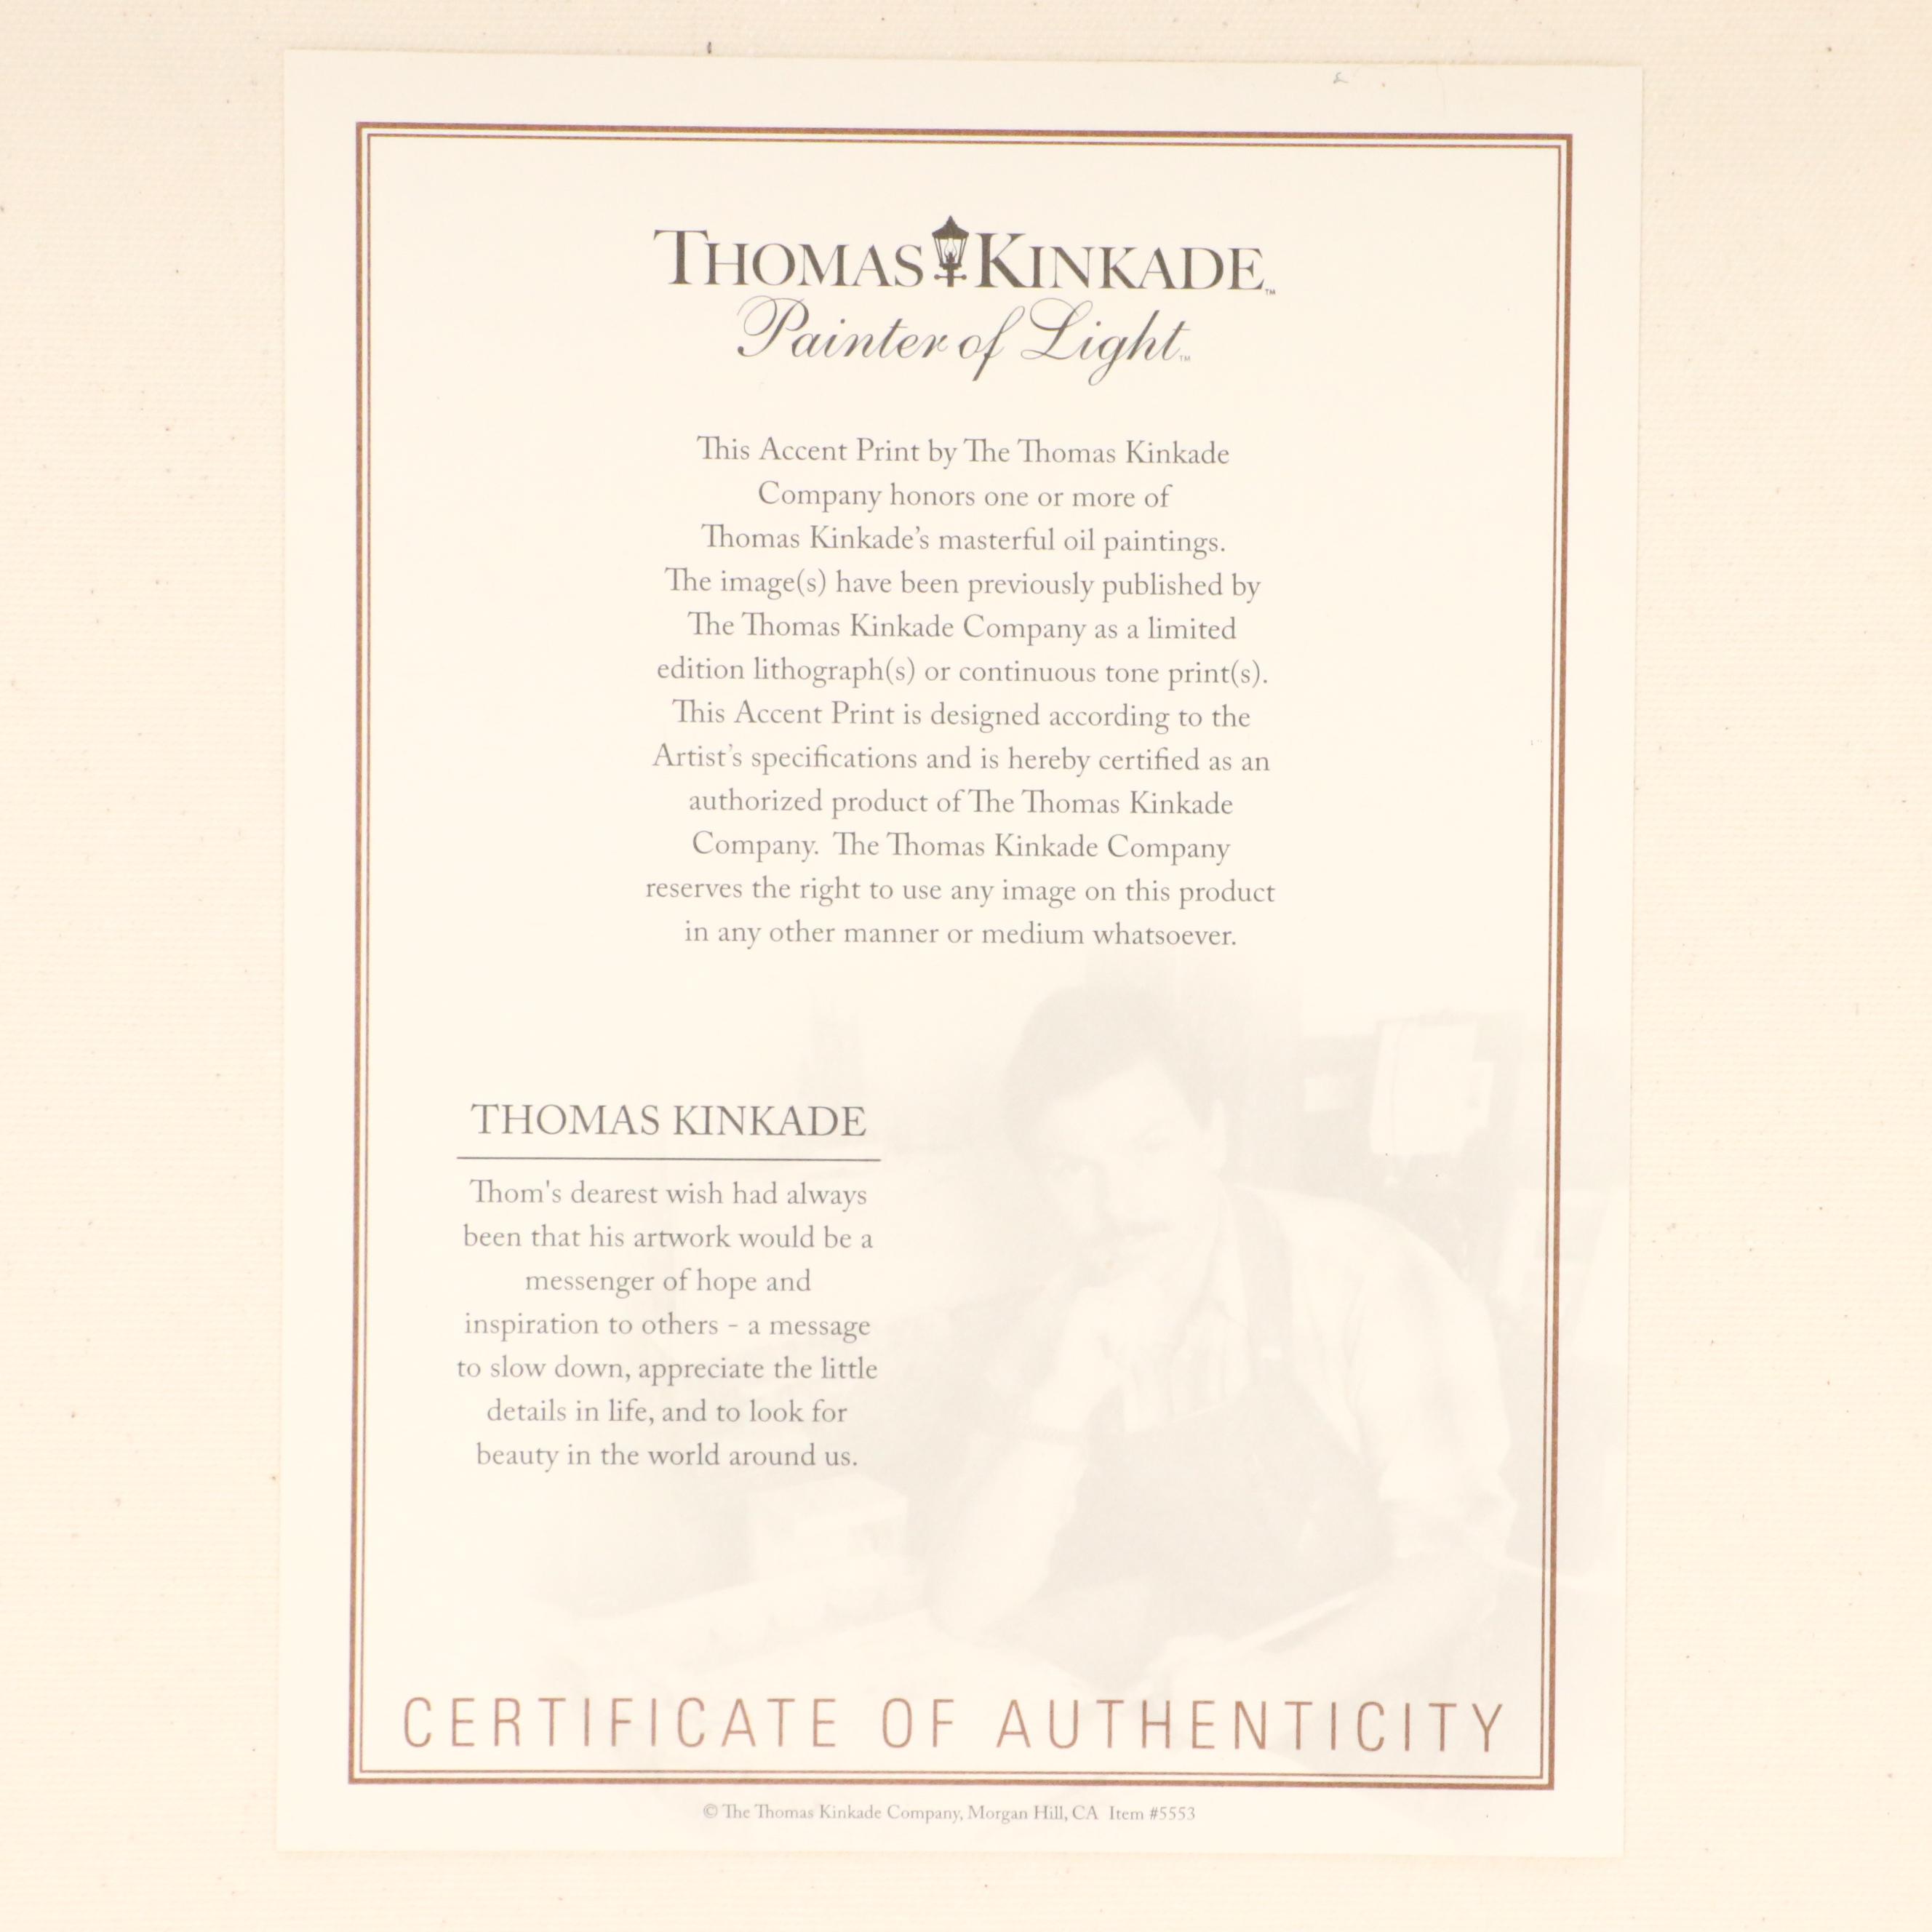 THOMAS KINKADE™
Painter of Light™
This Accent Print by The Thomas Kinkade
Company honors one or more of
Thomas Kinkade’s masterful oil paintings.
The image(s) have been previously published by
The Thomas Kinkade Company as a limited
edition lithograph(s) or continuous tone print(s).
This Accent Print is designed according to the
Artist’s specifications and is hereby certified as an
authorized product of The Thomas Kinkade
Company. The Thomas Kinkade Company
reserves the right to use any image on this product
in any other manner or medium whatsoever.
THOMAS KINKADE
Thom's dearest wish had always
been that his artwork would be a
messenger of hope and
inspiration to others - a message
to slow down, appreciate the little
details in life, and to look for
beauty in the world around us.
CERTIFICATE OF AUTHENTICITY
© The Thomas Kinkade Company, Morgan Hill, CA Item #5553